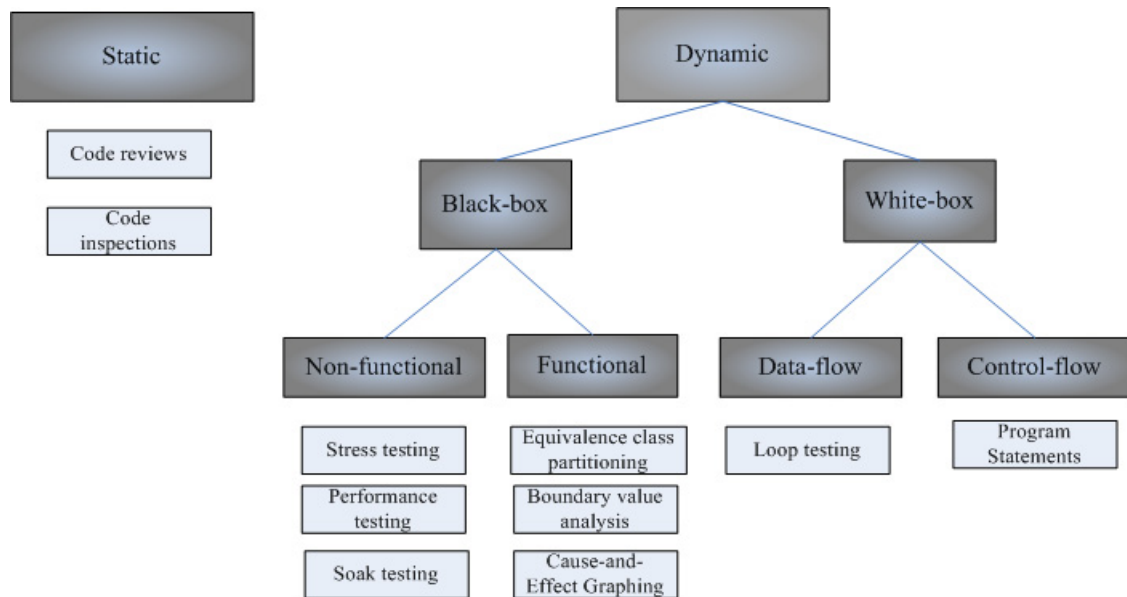 Static
Dynamic
Code reviews
Code
inspections
Black-box
White-box
Non-functional
Functional
Data-flow
Control-flow
Stress testing
Performance
testing
Soak testing
Equivalence class
partitioning
Boundary value
analysis
Cause-and-
Effect Graphing
Loop testing
Program
Statements